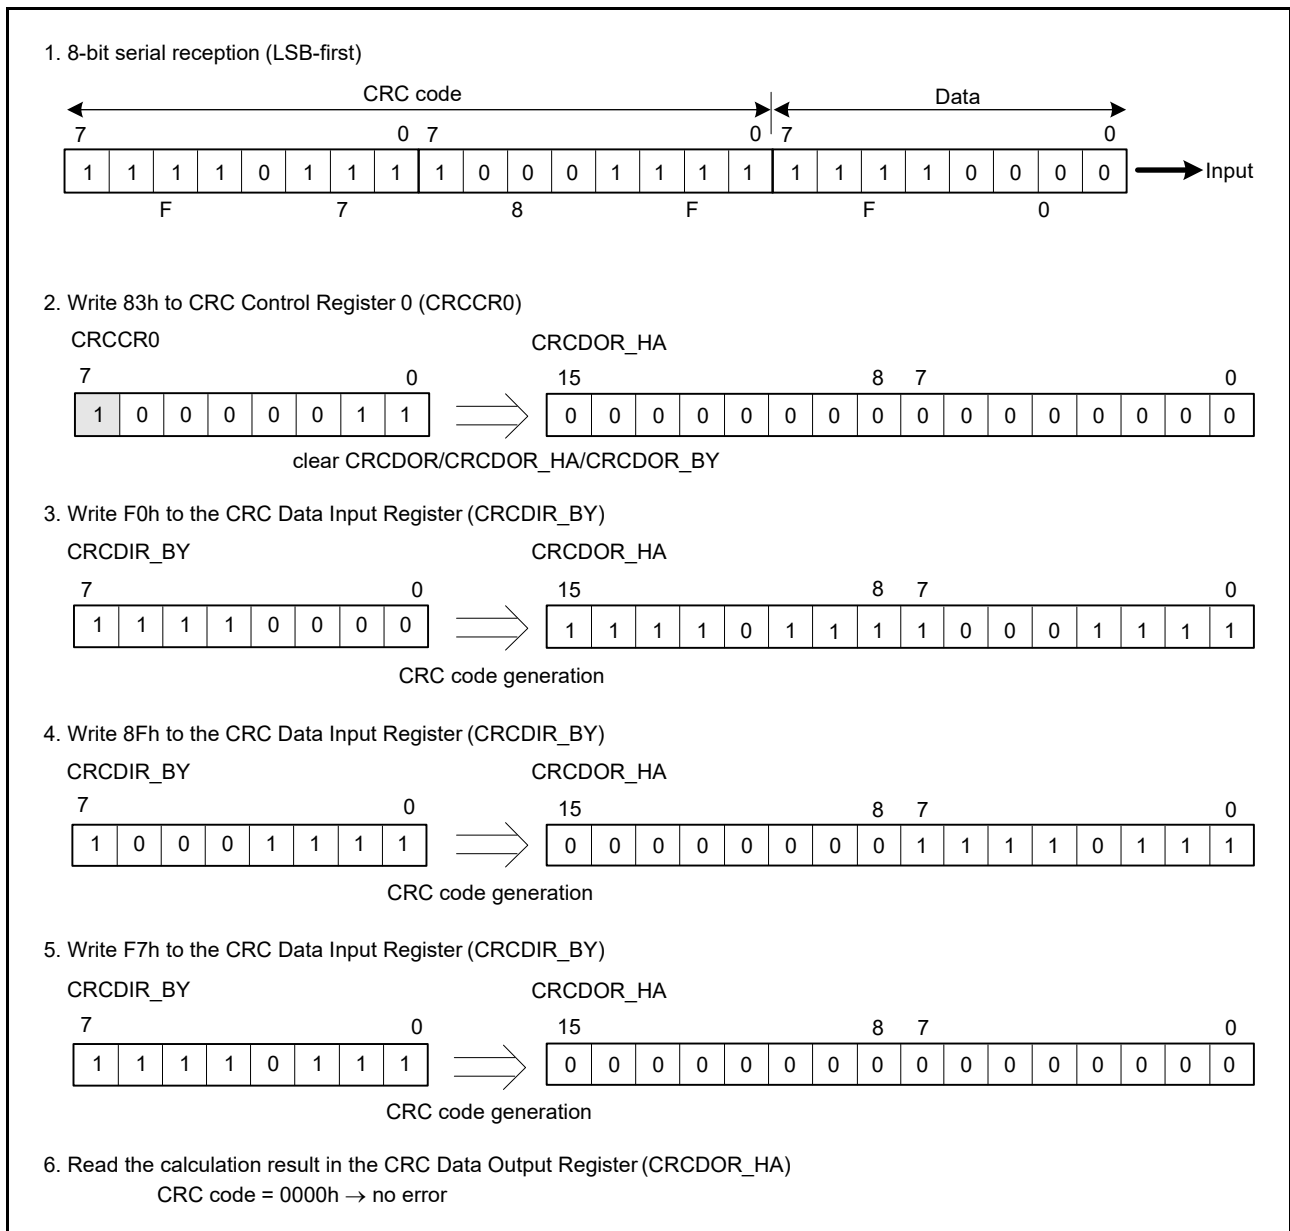 1. 8-bit serial reception (LSB-first)
CRC code Data
7 0 7 0 7 0
1 1 1 1 0 1 1 1 1 0 0 0 1 1 1 1 1 1 1 1 0 0 0 0 Input
F 7 8 F F 0
2. Write 83h to CRC Control Register 0 (CRCCR0)
CRCCR0 CRCDOR_HA
7 0 15 8 7 0
1 0 0 0 0 0 1 1 0 0 0 0 0 0 0 0 0 0 0 0 0 0 0 0
clear CRCDOR/CRCDOR_HA/CRCDOR_BY
3. Write F0h to the CRC Data Input Register (CRCDIR_BY)
CRCDIR_BY CRCDOR_HA
7 0 15 8 7 0
1 1 1 1 0 0 0 0 1 1 1 1 0 1 1 1 1 0 0 0 1 1 1 1
CRC code generation
4. Write 8Fh to the CRC Data Input Register (CRCDIR_BY)
CRCDIR_BY CRCDOR_HA
7 0 15 8 7 0
1 0 0 0 1 1 1 1 0 0 0 0 0 0 0 0 1 1 1 1 0 1 1 1
CRC code generation
5. Write F7h to the CRC Data Input Register (CRCDIR_BY)
CRCDIR_BY CRCDOR_HA
7 0 15 8 7 0
1 1 1 1 0 1 1 1 0 0 0 0 0 0 0 0 0 0 0 0 0 0 0 0
CRC code generation
6. Read the calculation result in the CRC Data Output Register (CRCDOR_HA)
CRC code = 0000h → no error